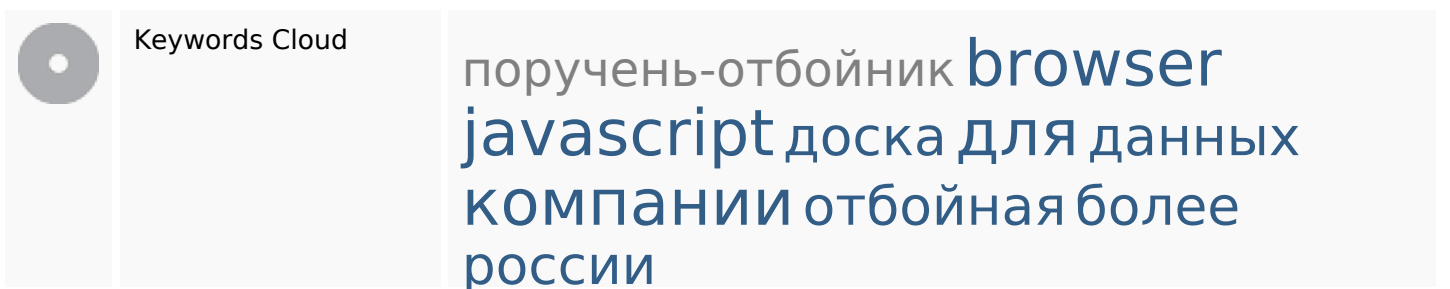 Keywords Cloud
поручень-отбойник browser
javascript доска для данных
компании отбойная более
россии